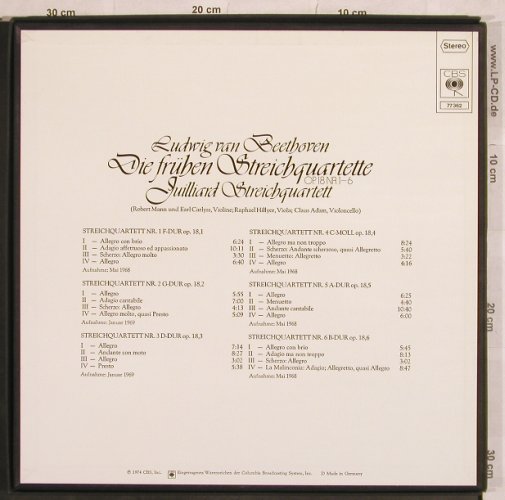 30 cm
20 cm
10 cm
www.LP-CD.de
10 cm
20 cm
30 cm
Stereo
CBS
77362
Ludwig van Beethoven
Die frühen Streichquartette
OP. 18 NR. 1–6
Juilliard Streichquartett
(Robert Mann und Earl Carlyss, Violine; Raphael Hillyer, Viola; Claus Adam, Violoncello)
STREICHQUARTETT NR. 1 F-DUR op. 18,1
I – Allegro con brio 6:24
II – Adagio affettuoso ed appassionato 10:11
III – Scherzo: Allegro molto 3:30
IV – Allegro 6:40
Aufnahme: Mai 1968
STREICHQUARTETT NR. 2 G-DUR op. 18,2
I – Allegro 5:55
II – Adagio cantabile 7:00
III – Scherzo: Allegro 4:13
IV – Allegro molto, quasi Presto 5:09
Aufnahme: Januar 1969
STREICHQUARTETT NR. 3 D-DUR op. 18,3
I – Allegro 7:14
II – Andante con moto 8:27
III – Allegro 3:02
IV – Presto 5:38
Aufnahme: Januar 1969
STREICHQUARTETT NR. 4 C-MOLL op. 18,4
I – Allegro ma non troppo 8:24
II – Scherzo: Andante scherzoso, quasi Allegretto 5:40
III – Menuetto: Allegretto 3:22
IV – Allegro 4:16
Aufnahme: Mai 1968
STREICHQUARTETT NR. 5 A-DUR op. 18,5
I – Allegro 6:25
II – Menuetto 4:40
III – Andante cantabile 10:40
IV – Allegro 6:00
Aufnahme: Mai 1968
STREICHQUARTETT NR. 6 B-DUR op. 18,6
I – Allegro con brio 5:45
II – Adagio ma non troppo 8:13
III – Scherzo: Allegro 3:02
IV – La Malinconia: Adagio; Allegretto, quasi Allegro 8:47
Aufnahme: Mai 1968
℗ 1974 CBS, Inc. Eingetragenes Warenzeichen der Columbia Broadcasting System, Inc. Made in Germany